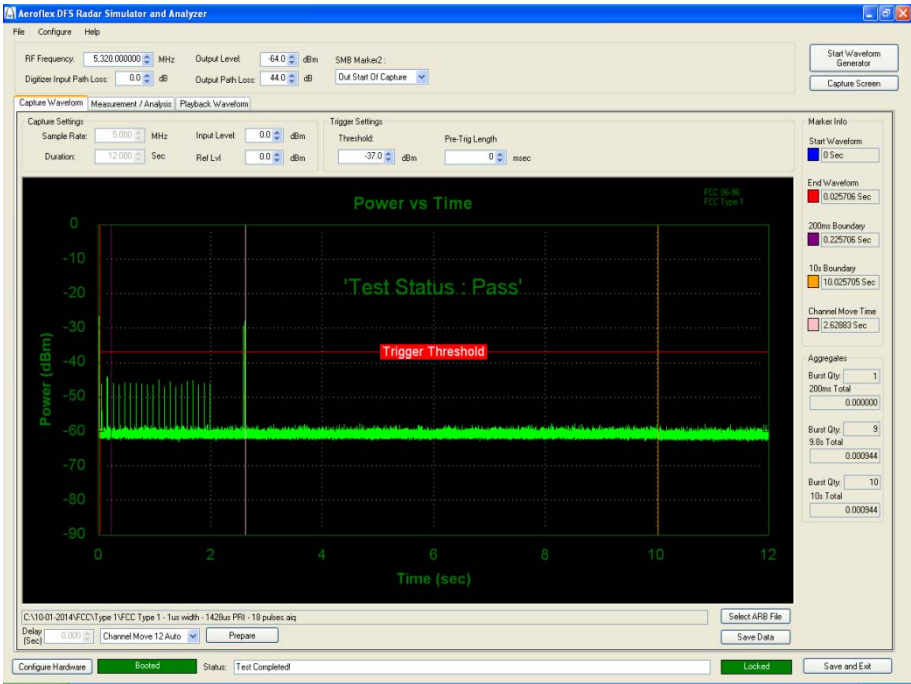 Aeroflex DFS Radar Simulator and Analyzer
File Configure Help
RF Frequency: 5,320.000000 MHz Output Level: -64.0 dBm SMB Marker2 :
Digitizer Input Path Loss: 0.0 dB Output Path Loss: 44.0 dB Out Start Of Capture
Start Waveform Generator
Capture Screen
Capture Waveform Measurement / Analysis Playback Waveform
Capture Settings
Sample Rate: 5.000 MHz Input Level: 0.0 dBm
Duration: 12.000 Sec Ref Lvl 0.0 dBm
Trigger Settings
Threshold: Pre-Trig Length
-37.0 dBm 0 msec
Marker Info
Start Waveform
0 Sec
End Waveform
0.025706 Sec
200ms Boundary
0.225706 Sec
10s Boundary
10.025705 Sec
Channel Move Time
2.62883 Sec
Aggregates
Burst Qty: 1
200ms Total
0.000000
Burst Qty: 9
9.8s Total
0.000944
Burst Qty: 10
10s Total
0.000944
Power vs Time
FCC 06-96
FCC Type 1
'Test Status : Pass'
Trigger Threshold
Power (dBm)
0
-10
-20
-30
-40
-50
-60
-70
-80
-90
0 2 4 6 8 10 12
Time (sec)
C:\10-01-2014\FCC\Type 1\FCC Type 1 - 1us width - 1428us PRI - 18 pulses.aiq
Select ARB File
Delay (Sec) 0.000 Channel Move 12 Auto Prepare Save Data
Configure Hardware Booted Status: Test Completed! Locked Save and Exit